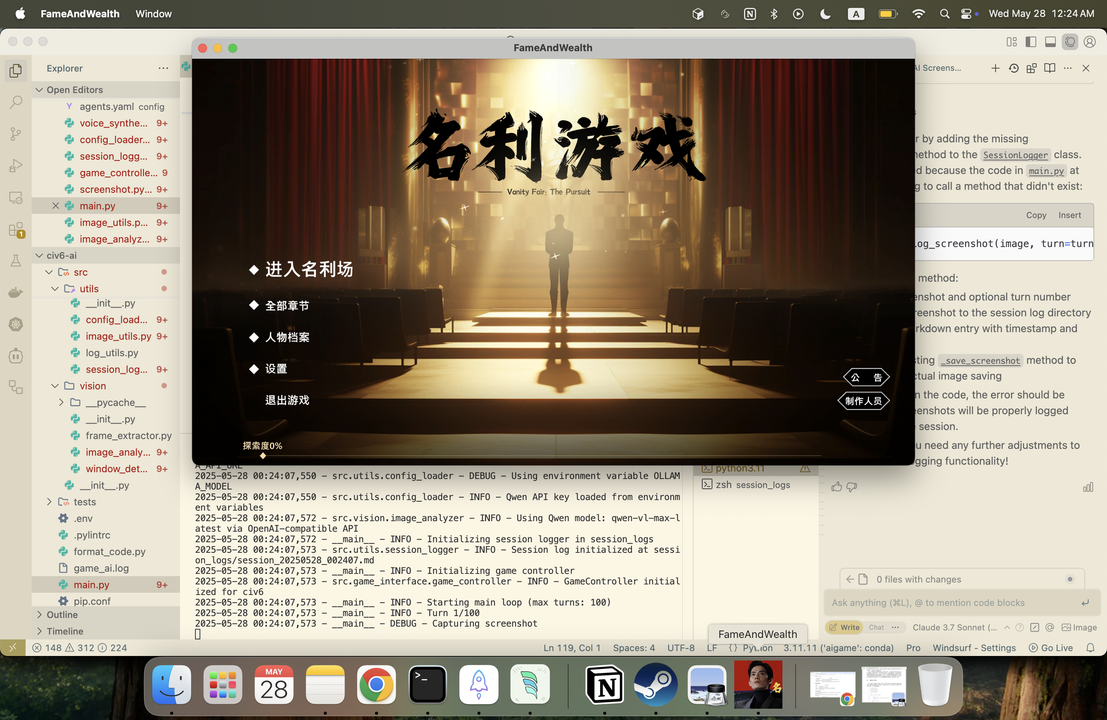 FameAndWealth Window
A
Wed May 28 12:24 AM
FameAndWealth
名利游戏
Vanity Fair: The Pursuit
进入名利场
全部章节
人物档案
设置
退出游戏
公 告
制作人员
探索度0%
Explorer
Open Editors
agents.yaml config
voice_synthe... 9+
config_loader... 9+
session_logg... 9+
game_controlle... 9
screenshot.py... 9+
main.py 9+
image_utils.p... 9+
image_analyz... 9+
civ6-ai
src
utils
__init__.py
config_load... 9+
image_utils.py 9+
log_utils.py
session_log... 9+
vision
__pycache__
__init__.py
frame_extractor.py
image_analy... 9+
window_det... 9+
__init__.py
tests
.env
.pylintrc
format_code.py
game_ai.log
main.py 9+
pip.conf
Outline
Timeline
2025-05-28 00:24:07,550 - src.utils.config_loader - DEBUG - Using environment variable OLLAM
A_MODEL
2025-05-28 00:24:07,550 - src.utils.config_loader - INFO - Qwen API key loaded from environm
ent variables
2025-05-28 00:24:07,572 - src.vision.image_analyzer - INFO - Using Qwen model: qwen-vl-max-l
atest via OpenAI-compatible API
2025-05-28 00:24:07,572 - __main__ - INFO - Initializing session logger in session_logs
2025-05-28 00:24:07,573 - src.utils.session_logger - INFO - Session log initialized at sessi
on_logs/session_20250528_002407.md
2025-05-28 00:24:07,573 - __main__ - INFO - Initializing game controller
2025-05-28 00:24:07,573 - src.game_interface.game_controller - INFO - GameController initial
ized for civ6
2025-05-28 00:24:07,602 - __main__ - INFO - Starting main loop (max turns: 100)
2025-05-28 00:24:07,602 - __main__ - INFO - Turn 1/100
2025-05-28 00:24:07,623 - __main__ - DEBUG - Capturing screenshot
python3.11
zsh session_logs
AI Screens...
r by adding the missing
method to the SessionLogger class.
d because the code in main.py at
g to call a method that didn't exist:
Copy Insert
log_screenshot(image, turn=turn
method:
enshot and optional turn number
reenshot to the session log directory
rkdown entry with timestamp and
sting _save_screenshot method to
ctual image saving
n the code, the error should be
eenshots will be properly logged
e session.
ou need any further adjustments to
gging functionality!
0 files with changes
Ask anything (⌘L), @ to mention code blocks
Write Chat ... Claude 3.7 Sonnet (... Image
148 312 224
Ln 119, Col 1 Spaces: 4 UTF-8 LF {} Python 3.11.11 ('aigame': conda) Pro Windsurf - Settings Go Live
FameAndWealth
MAY
28